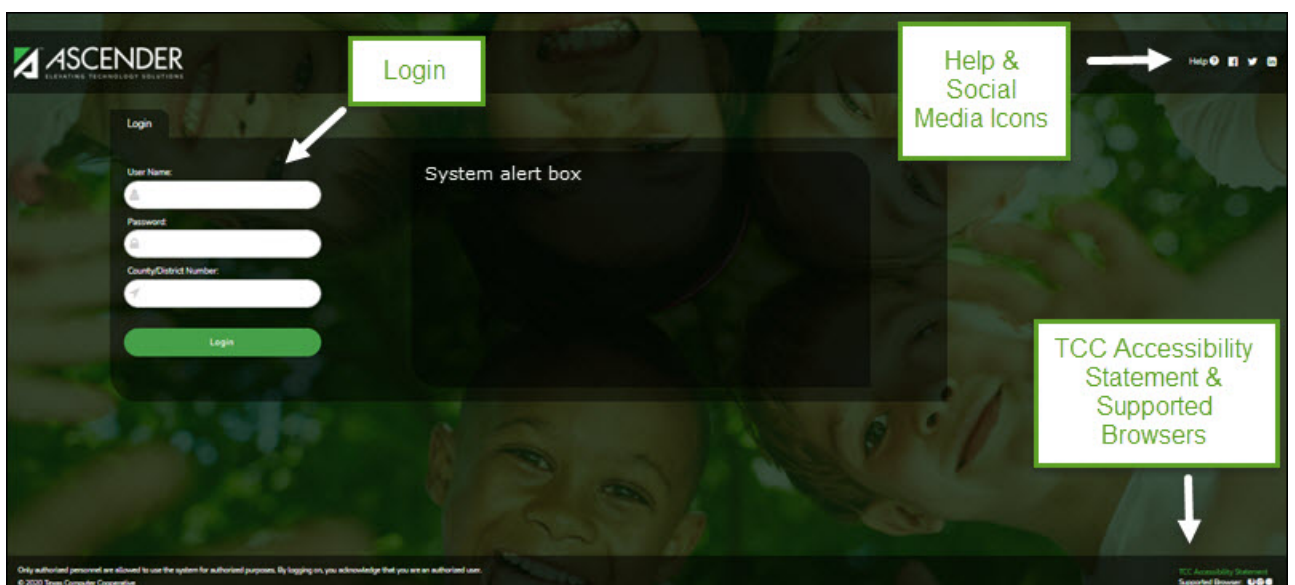 ASCENDER
ELEVATING TECHNOLOGY SOLUTIONS
Login
Help &
Social
Media Icons
Help
Login
User Name:
System alert box
Password:
County/District Number:
Login
TCC Accessibility
Statement &
Supported
Browsers
Only authorized personnel are allowed to use the system for authorized purposes. By logging on, you acknowledge that you are an authorized user.
© 2020 Texas Computer Cooperative
TCC Accessibility Statement
Supported Browser: